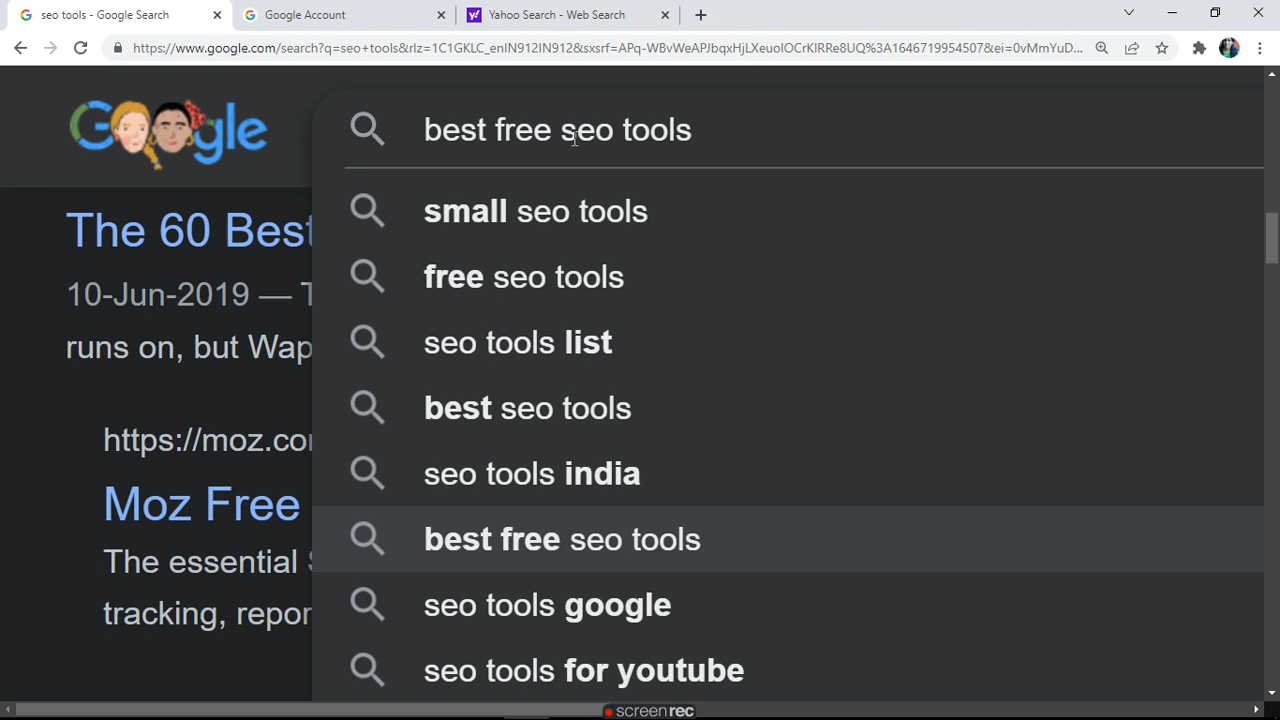 seo tools - Google Search
Google Account
Yahoo Search - Web Search
https://www.google.com/search?q=seo+tools&rlz=1C1GKLC_enIN912IN912&sxsrf=APq-WBvWeAPJbqxHjLXeuolOCrKIRRe8UQ%3A1646719954507&ei=0vMmYuD...
Google
best free seo tools
small seo tools
free seo tools
seo tools list
best seo tools
seo tools india
best free seo tools
seo tools google
seo tools for youtube
The 60 Best
10-Jun-2019 —
runs on, but Wap
https://moz.co
Moz Free
The essential
tracking, repor
screenrec